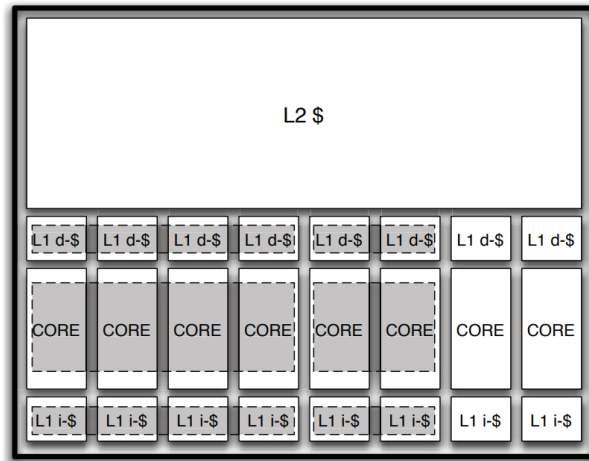 L2 $
L1 d-$ L1 d-$ L1 d-$ L1 d-$ L1 d-$ L1 d-$ L1 d-$ L1 d-$
CORE CORE CORE CORE CORE CORE CORE CORE
L1 i-$ L1 i-$ L1 i-$ L1 i-$ L1 i-$ L1 i-$ L1 i-$ L1 i-$